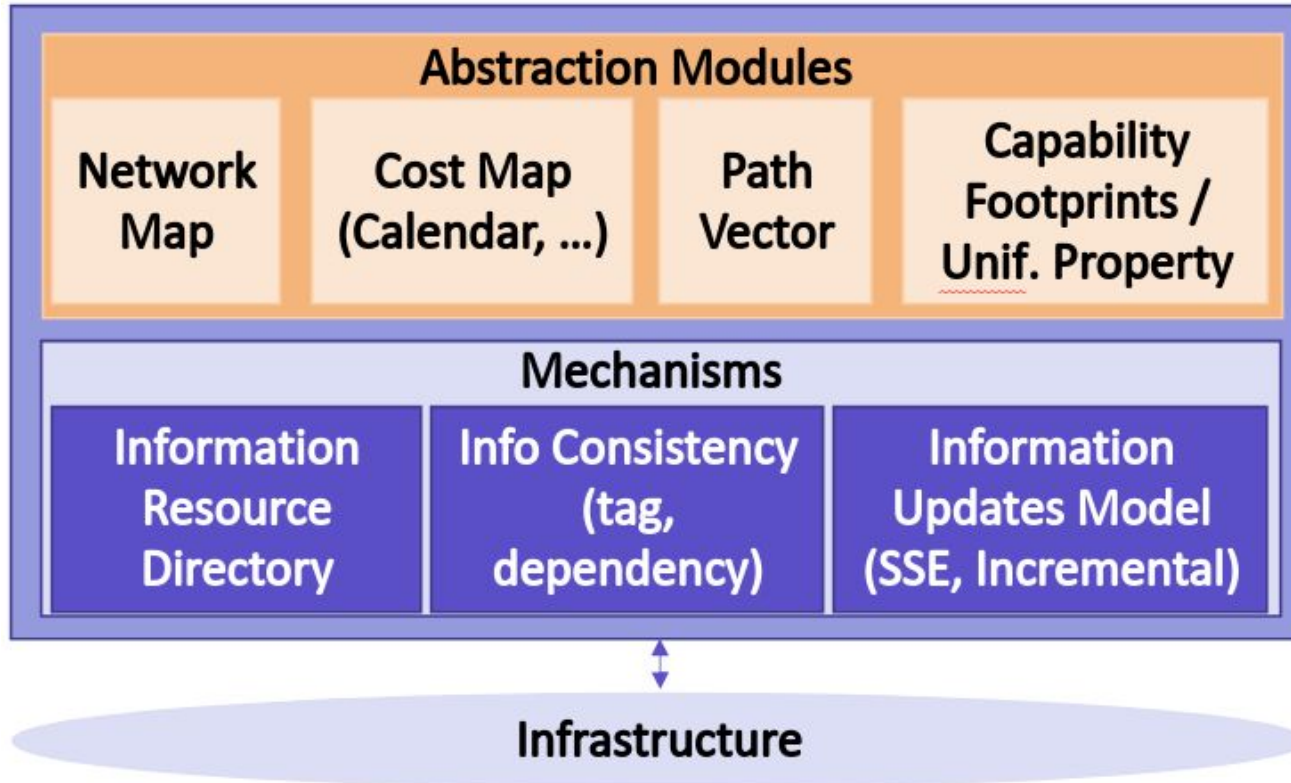 Abstraction Modules
Network
Map
Cost Map
(Calendar, ...)
Path
Vector
Capability
Footprints /
Unif. Property
Mechanisms
Information
Resource
Directory
Info Consistency
(tag,
dependency)
Information
Updates Model
(SSE, Incremental)
Infrastructure